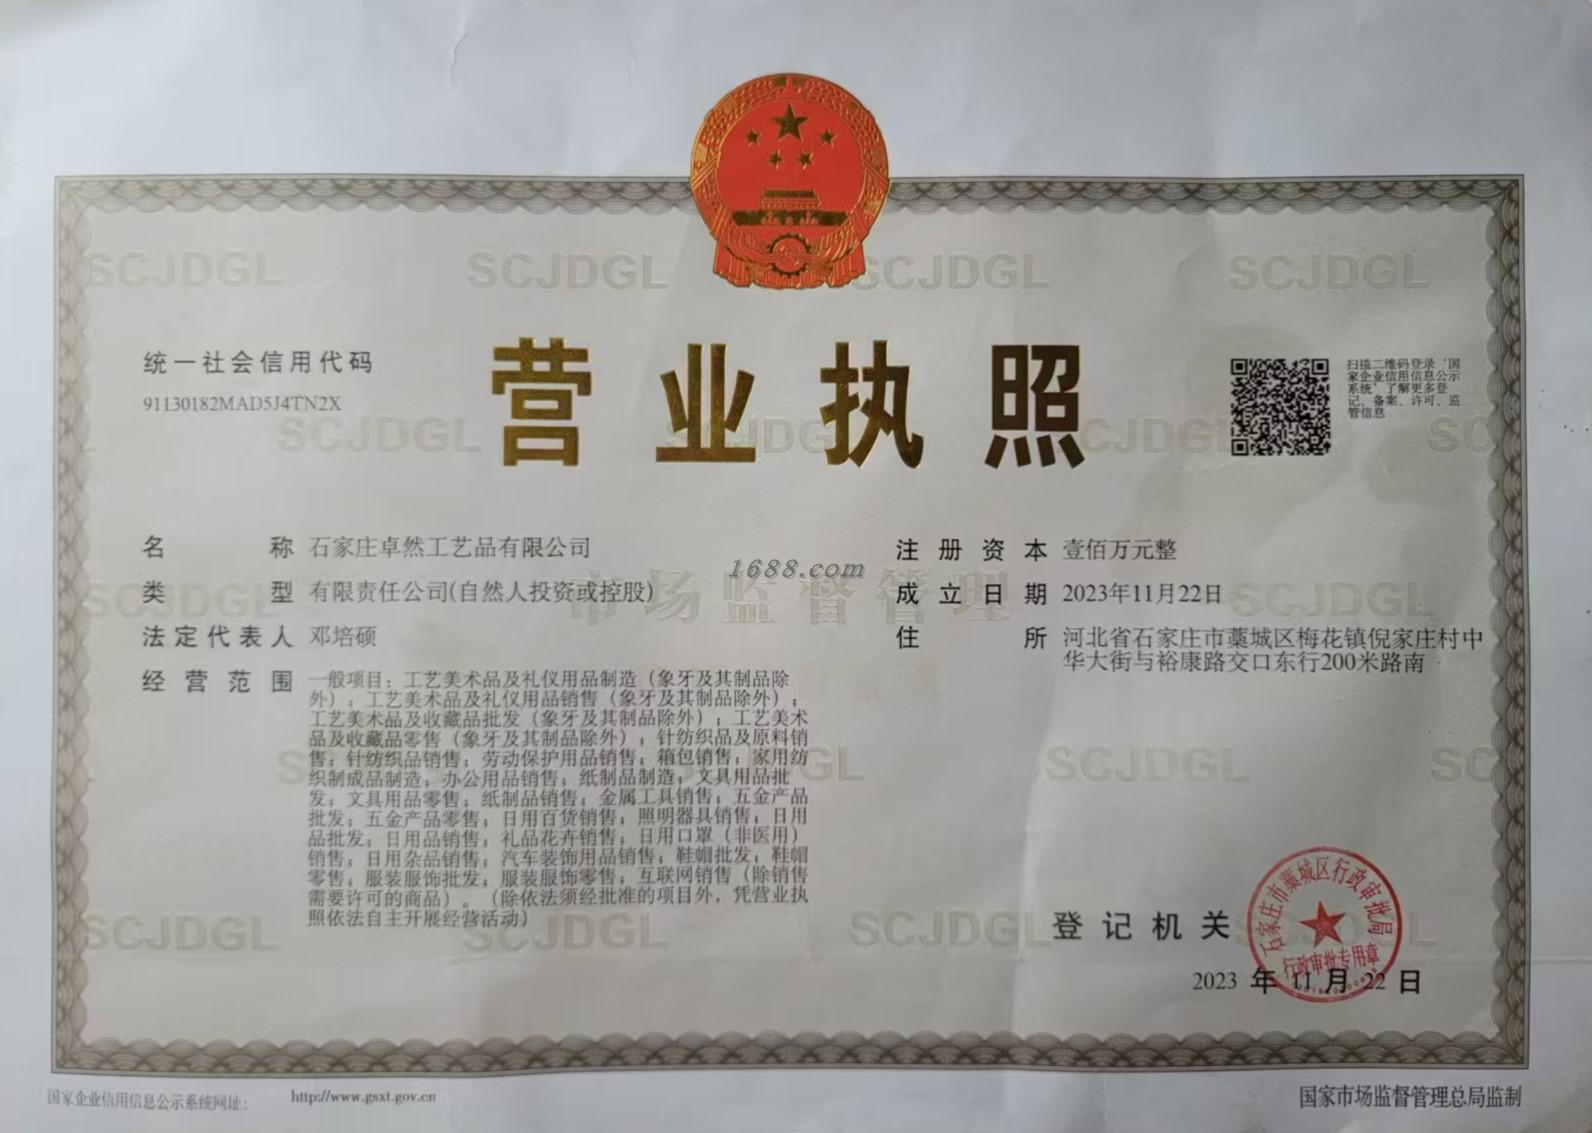 SCJDGL SCJDGL SCJDGL SCJDGL
营业执照
统一社会信用代码
91130182MAD5J4TN2X
扫描二维码登录‘国
家企业信用信息公示
系统’了解更多登
记、备案、许可、监
管信息
SCJDGL SCJDGL SCJDGL SC
名称 石家庄卓然工艺品有限公司
类型 有限责任公司(自然人投资或控股)
法定代表人 邓培硕
经营范围 一般项目：工艺美术品及礼仪用品制造（象牙及其制品除
外）；工艺美术品及礼仪用品销售（象牙及其制品除外）；
工艺美术品及收藏品批发（象牙及其制品除外）；工艺美术
品及收藏品零售（象牙及其制品除外）；针纺织品及原料销
售；针纺织品销售；劳动保护用品销售；箱包销售；家用纺
织制成品制造；办公用品销售；纸制品制造；文具用品批
发；文具用品零售；纸制品销售；金属工具销售；五金产品
批发；五金产品零售；日用百货销售；照明器具销售；日用
品批发；日用品销售；礼品花卉销售；日用口罩（非医用）
销售；日用杂品销售；汽车装饰用品销售；鞋帽批发；鞋帽
零售；服装服饰批发；服装服饰零售；互联网销售（除销售
需要许可的商品）。（除依法须经批准的项目外，凭营业执
照依法自主开展经营活动）
1688.com
市场监督管理
注册资本 壹佰万元整
成立日期 2023年11月22日
住所 河北省石家庄市藁城区梅花镇倪家庄村中
华大街与裕康路交口东行200米路南
SCJDGL SCJDGL
SCJDGL SC
SCJDGL SCJDGL SCJDGL
登记机关
石家庄市藁城区行政审批局
行政审批专用章
2023 年 11 月 22 日
国家企业信用信息公示系统网址： http://www.gsxt.gov.cn
国家市场监督管理总局监制